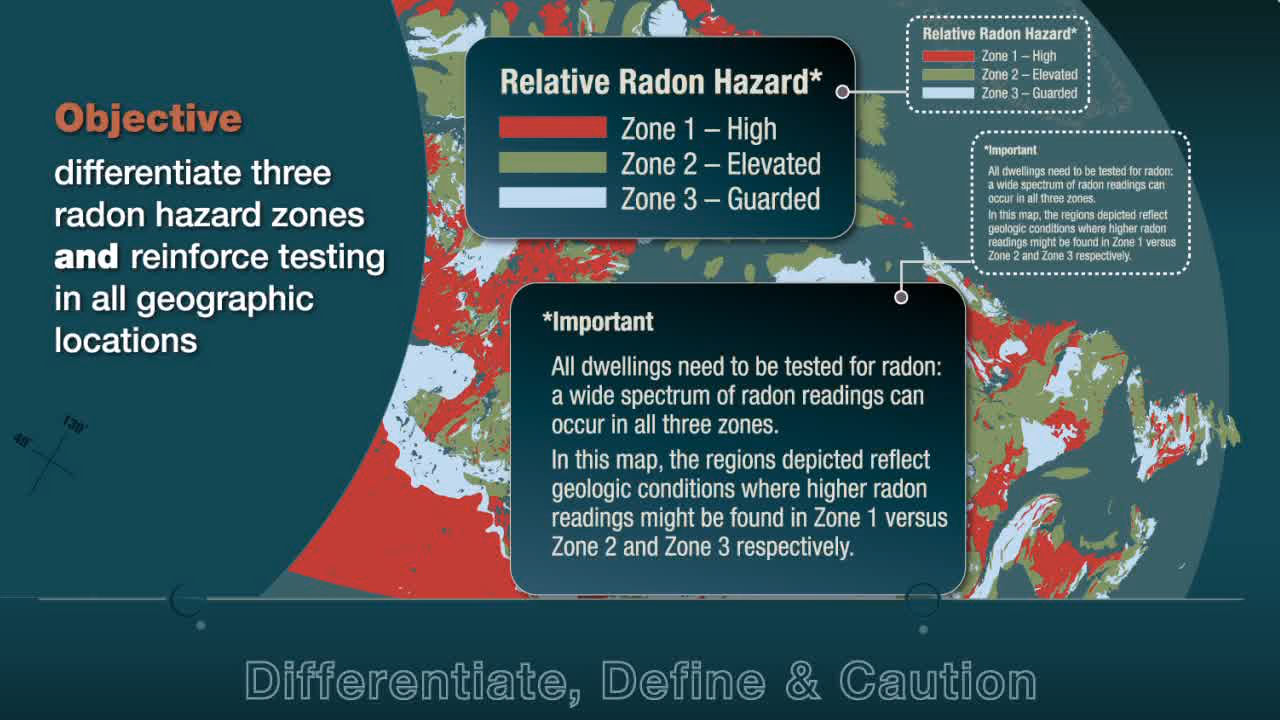 Objective
differentiate three
radon hazard zones
and reinforce testing
in all geographic
locations
Relative Radon Hazard*
Zone 1 – High
Zone 2 – Elevated
Zone 3 – Guarded
Relative Radon Hazard*
Zone 1 – High
Zone 2 – Elevated
Zone 3 – Guarded
*Important
All dwellings need to be tested for radon:
a wide spectrum of radon readings can
occur in all three zones.
In this map, the regions depicted reflect
geologic conditions where higher radon
readings might be found in Zone 1 versus
Zone 2 and Zone 3 respectively.
*Important
All dwellings need to be tested for radon:
a wide spectrum of radon readings can
occur in all three zones.
In this map, the regions depicted reflect
geologic conditions where higher radon
readings might be found in Zone 1 versus
Zone 2 and Zone 3 respectively.
130°
40°
Differentiate, Define & Caution